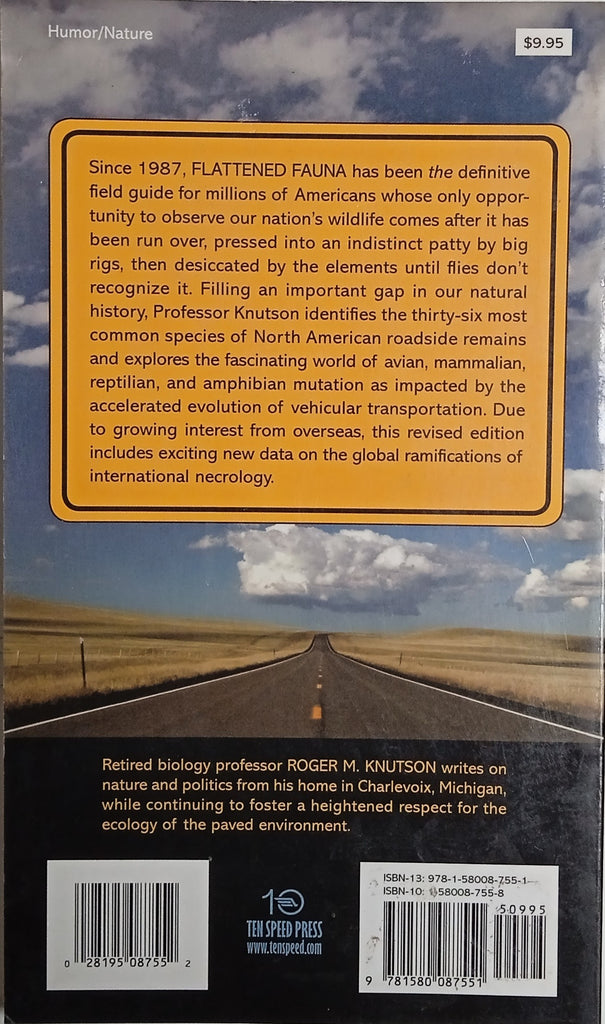 Humor/Nature
$9.95
Since 1987, FLATTENED FAUNA has been the definitive
field guide for millions of Americans whose only oppor-
tunity to observe our nation's wildlife comes after it has
been run over, pressed into an indistinct patty by big
rigs, then desiccated by the elements until flies don't
recognize it. Filling an important gap in our natural
history, Professor Knutson identifies the thirty-six most
common species of North American roadside remains
and explores the fascinating world of avian, mammalian,
reptilian, and amphibian mutation as impacted by the
accelerated evolution of vehicular transportation. Due
to growing interest from overseas, this revised edition
includes exciting new data on the global ramifications of
international necrology.
Retired biology professor ROGER M. KNUTSON writes on
nature and politics from his home in Charlevoix, Michigan,
while continuing to foster a heightened respect for the
ecology of the paved environment.
0 28195 08755 2
10
TEN SPEED PRESS
www.tenspeed.com
ISBN-13: 978-1-58008-755-1
ISBN-10: 1-58008-755-8
50995
9 781580 087551